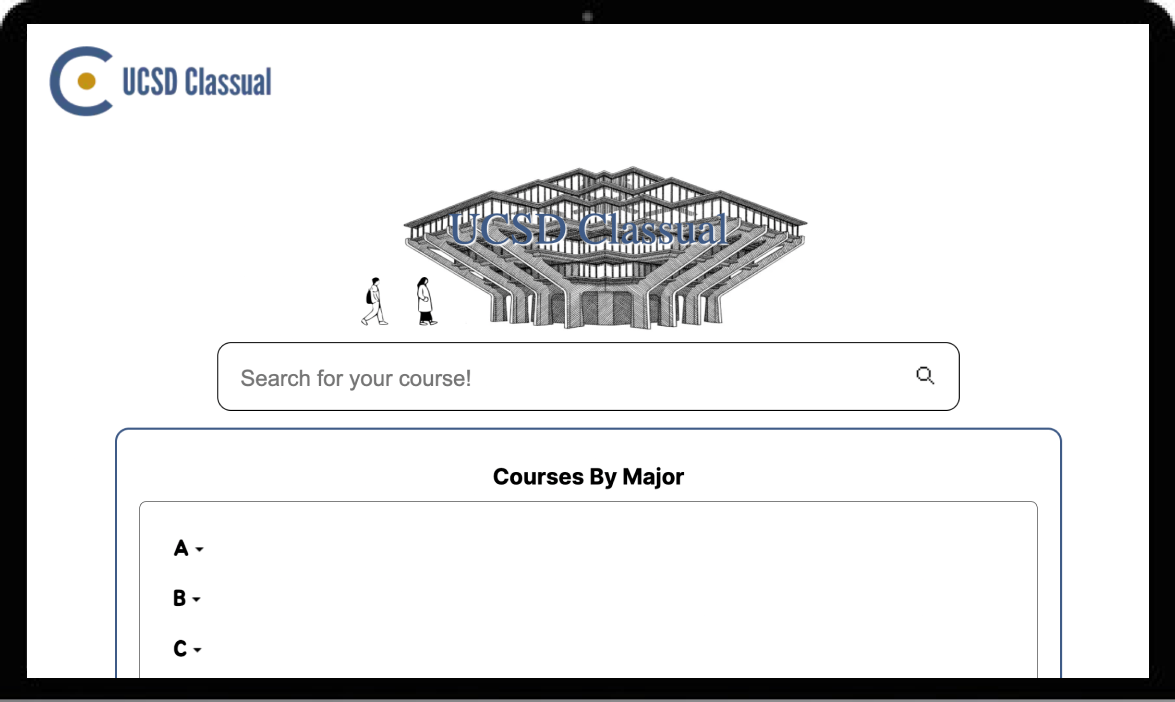 UCSD Classual
UCSD Classual
Search for your course!
Courses By Major
A
B
C